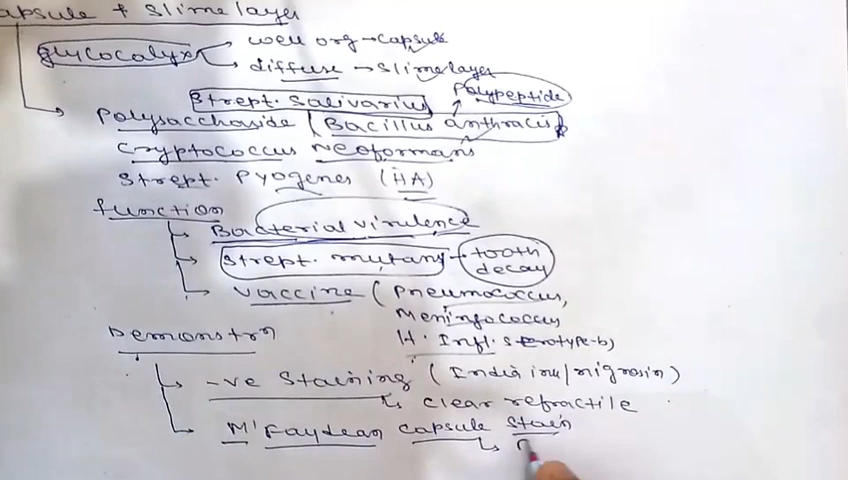 apsule + slime layer
glycocalyx → well org → capsule
→ diffuse → slime layer
Polypeptide
Strept. salivarius
Polysaccharide ( Bacillus anthracis
Cryptococcus neoformans
Strept. Pyogenes (HA)
function
Bacterial virulence
Strept. mutans → tooth decay
vaccine ( Pneumococcus,
Meningococcus
H. Infl. serotype-b)
Demonstrn
-ve Staining ( India ink/nigrosin )
↳ clear refractile
M'Faydean capsule stain